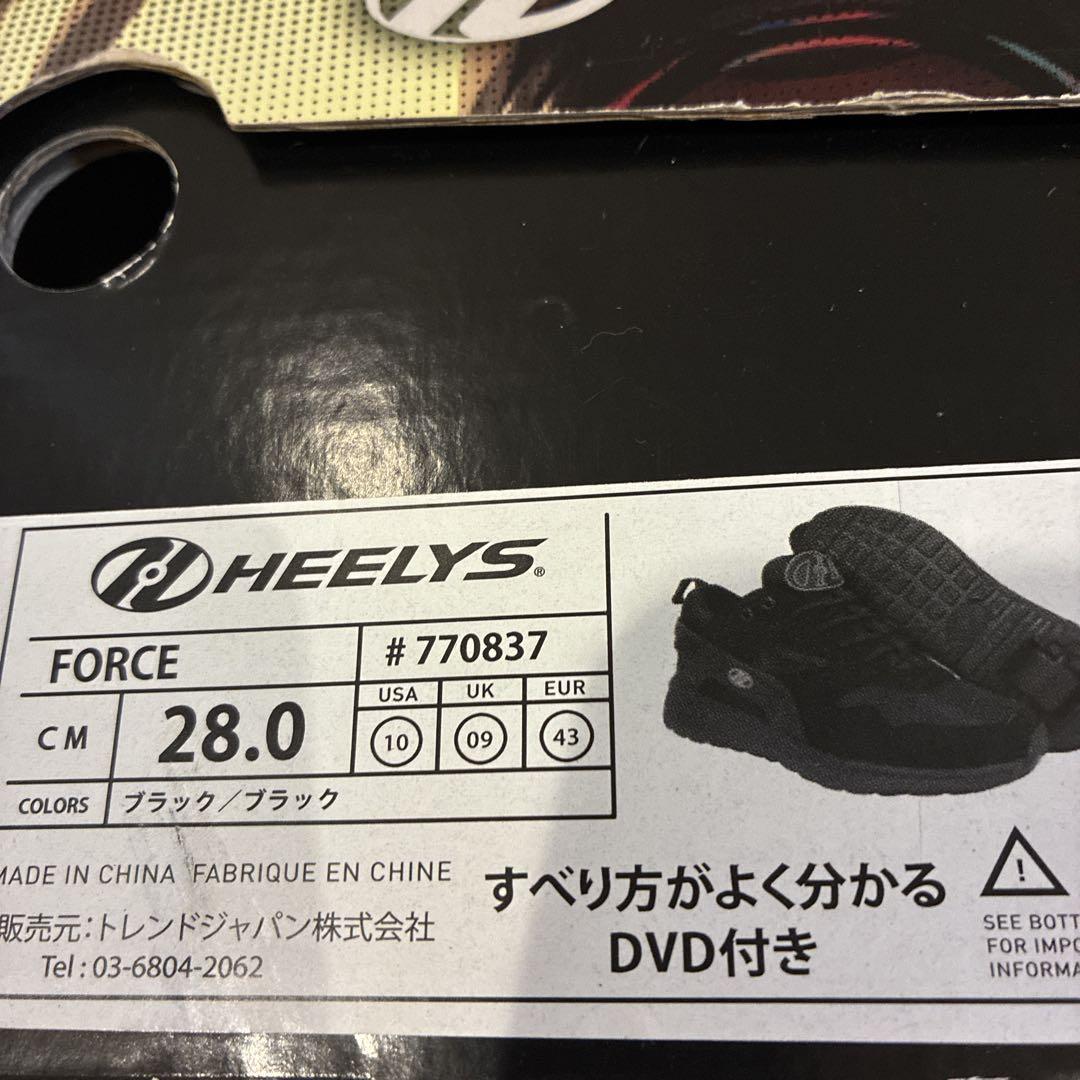 HEELYS®
FORCE
#770837
CM
28.0
USA
UK
EUR
10
09
43
COLORS
ブラック/ブラック
MADE IN CHINA FABRIQUE EN CHINE
販売元:トレンドジャパン株式会社
Tel:03-6804-2062
すべり方がよく分かる
DVD付き
!
SEE BOTT
FOR IMPO
INFORMA